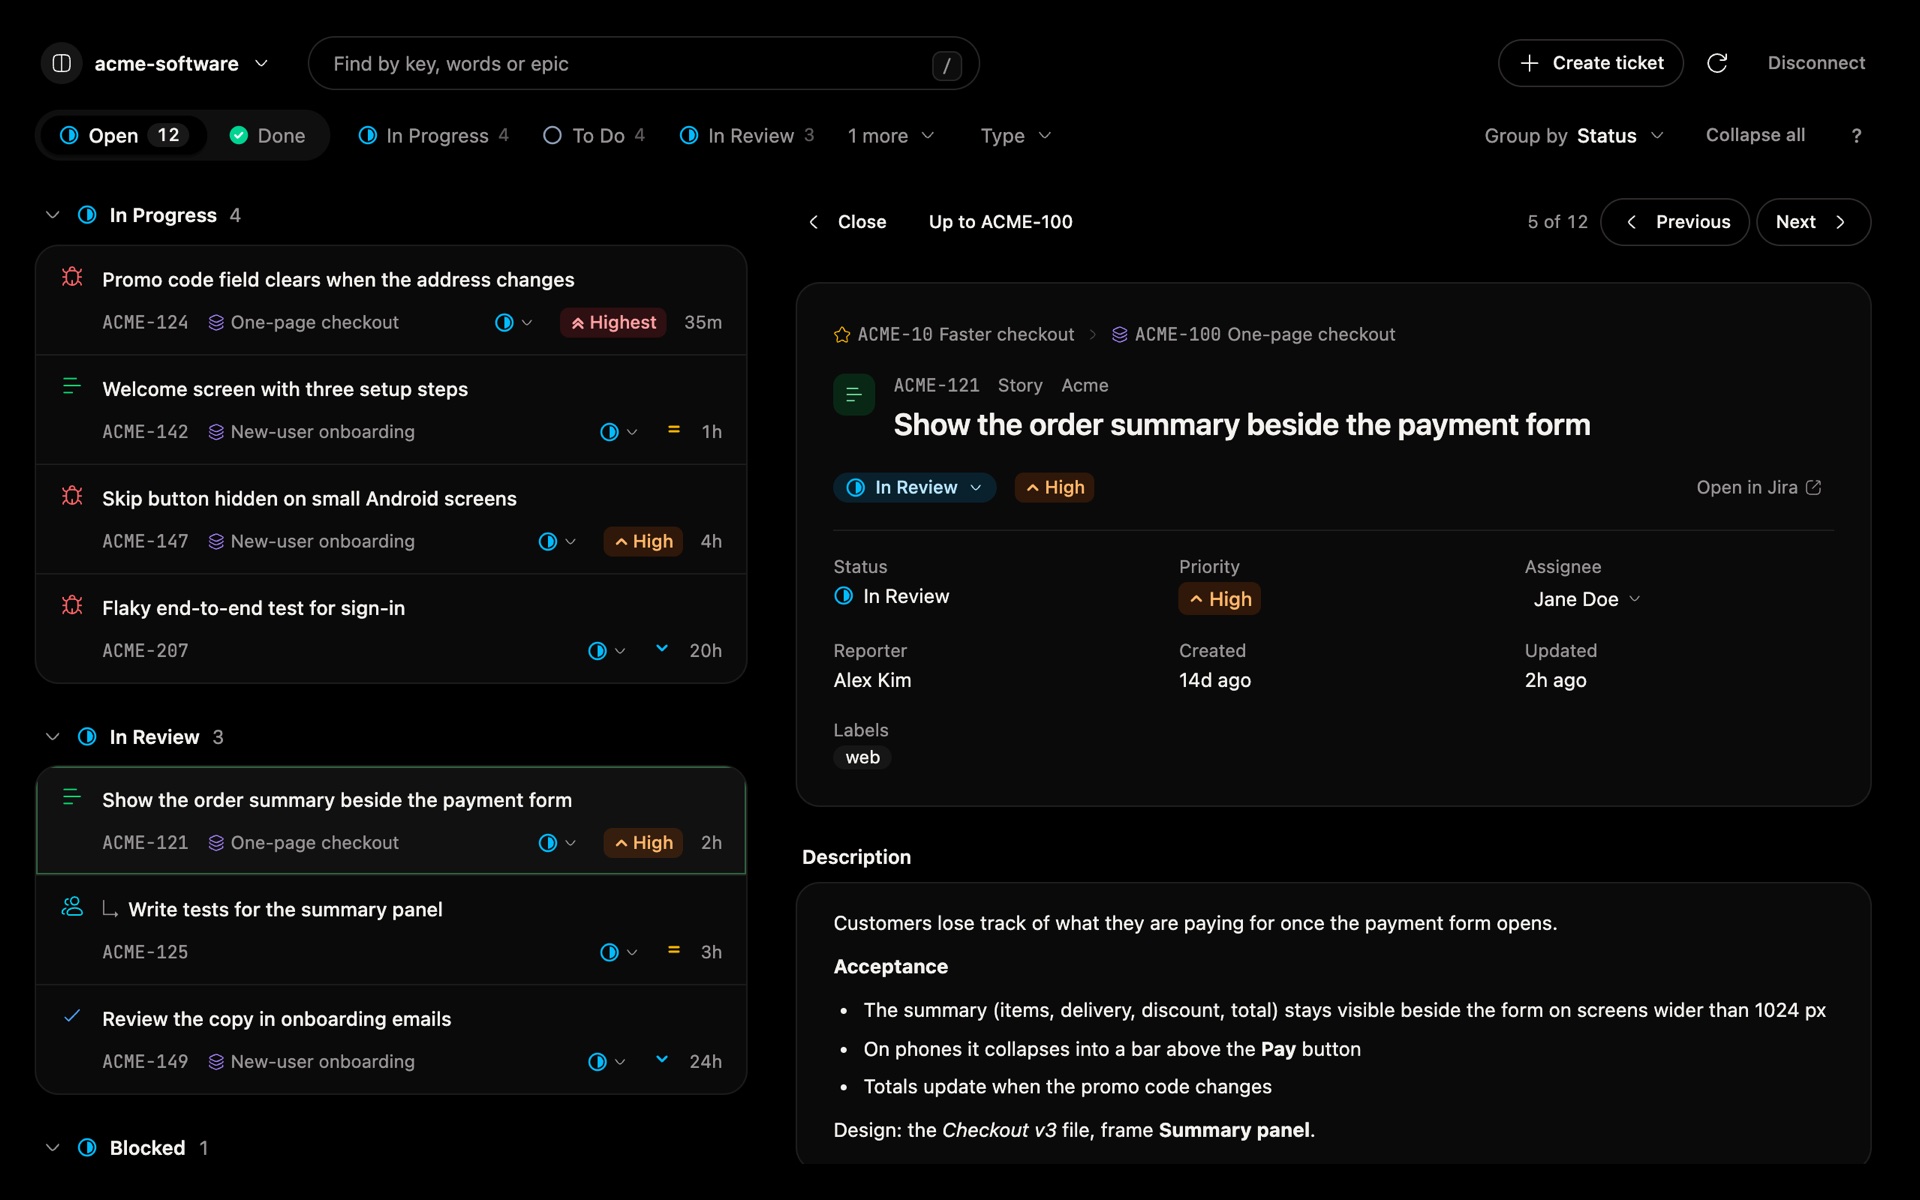 acme-software
Find by key, words or epic /
Create ticket
Disconnect
Open 12
Done
In Progress 4
To Do 4
In Review 3
1 more
Type
Group by Status
Collapse all
?
In Progress 4
Promo code field clears when the address changes
ACME-124 One-page checkout Highest 35m
Welcome screen with three setup steps
ACME-142 New-user onboarding 1h
Skip button hidden on small Android screens
ACME-147 New-user onboarding High 4h
Flaky end-to-end test for sign-in
ACME-207 20h
In Review 3
Show the order summary beside the payment form
ACME-121 One-page checkout High 2h
Write tests for the summary panel
ACME-125 3h
Review the copy in onboarding emails
ACME-149 New-user onboarding 24h
Blocked 1
Close
Up to ACME-100
5 of 12
Previous
Next
ACME-10 Faster checkout
ACME-100 One-page checkout
ACME-121 Story Acme
Show the order summary beside the payment form
In Review
High
Open in Jira
Status
In Review
Priority
High
Assignee
Jane Doe
Reporter
Alex Kim
Created
14d ago
Updated
2h ago
Labels
web
Description
Customers lose track of what they are paying for once the payment form opens.
Acceptance
• The summary (items, delivery, discount, total) stays visible beside the form on screens wider than 1024 px
• On phones it collapses into a bar above the Pay button
• Totals update when the promo code changes
Design: the Checkout v3 file, frame Summary panel.